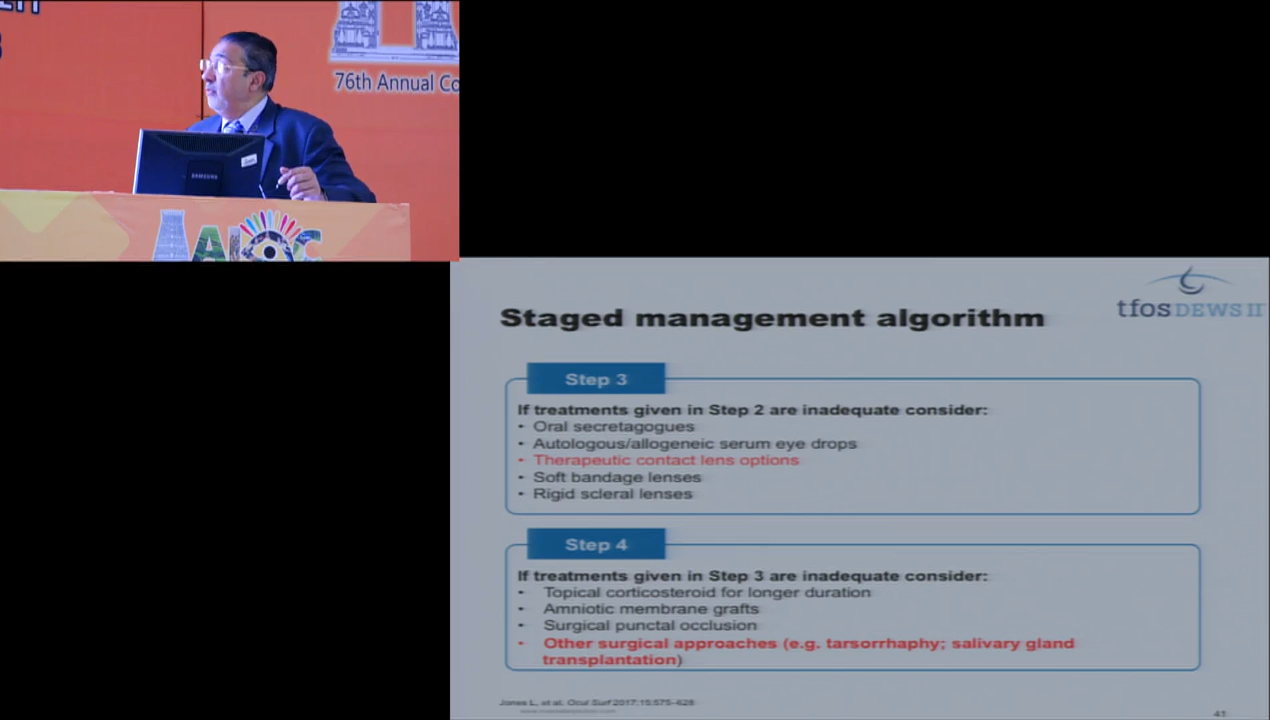 76th Annual Co
SAMSUNG
AIOC
tfos DEWS II
Staged management algorithm
Step 3
If treatments given in Step 2 are inadequate consider:
• Oral secretagogues
• Autologous/allogeneic serum eye drops
• Therapeutic contact lens options
• Soft bandage lenses
• Rigid scleral lenses
Step 4
If treatments given in Step 3 are inadequate consider:
• Topical corticosteroid for longer duration
• Amniotic membrane grafts
• Surgical punctal occlusion
• Other surgical approaches (e.g. tarsorrhaphy; salivary gland
transplantation)
Jones L, et al. Ocul Surf 2017;15:575-628
41